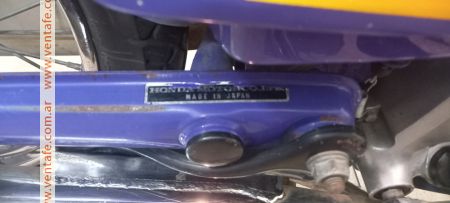 HONDA MOTOR CO., LTD.
MADE IN JAPAN
www.ventafe.com.ar www.ventafe.com.ar